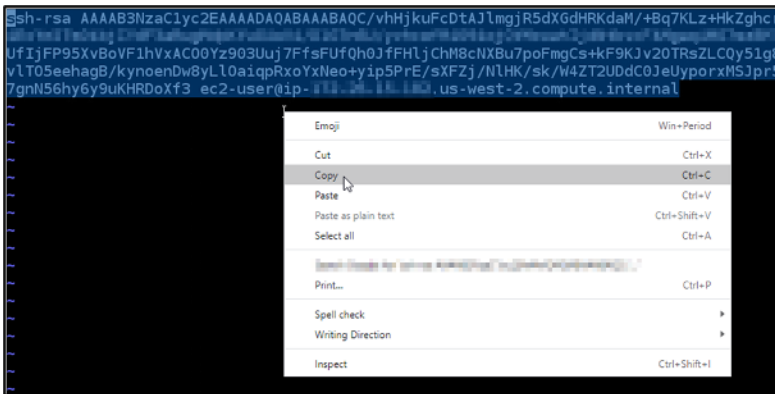 ssh-rsa AAAAB3NzaC1yc2EAAAADAQABAAABAQC/vhHjkuFcDtAJlmgjR5dXGdHRKdaM/+Bq7KLz+HkZghc
UfIjFP95XvBoVF1hVxACO0Yz903Uuj7FfsFUfQh0JfFHljChM8cNXBu7poFmgCs+kF9KJv2OTRsZLCQy51g8
vlT05eehagB/kynoenDw8yLlOaiqpRxoYxNeo+yip5PrE/sXFZj/NlHK/sk/W4ZT2UDdC0JeUyporxMSJpr5
7gnN56hy6y9uKHRDoXf3 ec2-user@ip- .us-west-2.compute.internal
~
~
Emoji Win+Period
~
Cut Ctrl+X
~
Copy Ctrl+C
~
Paste Ctrl+V
~
Paste as plain text Ctrl+Shift+V
~
Select all Ctrl+A
~
~
Print... Ctrl+P
~
Spell check
~
Writing Direction
~
Inspect Ctrl+Shift+I
~
~